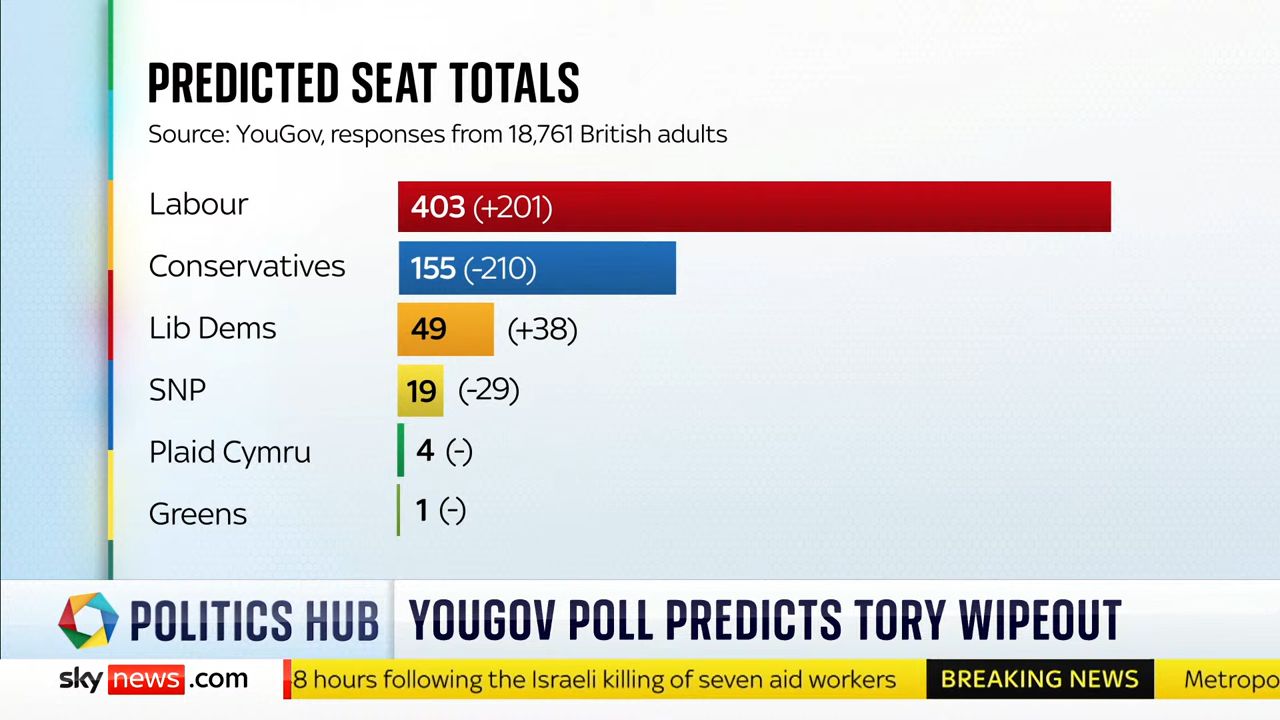 PREDICTED SEAT TOTALS
Source: YouGov, responses from 18,761 British adults
Labour 403 (+201)
Conservatives 155 (-210)
Lib Dems 49 (+38)
SNP 19 (-29)
Plaid Cymru 4 (-)
Greens 1 (-)
POLITICS HUB YOUGOV POLL PREDICTS TORY WIPEOUT
sky news.com 8 hours following the Israeli killing of seven aid workers BREAKING NEWS Metropo